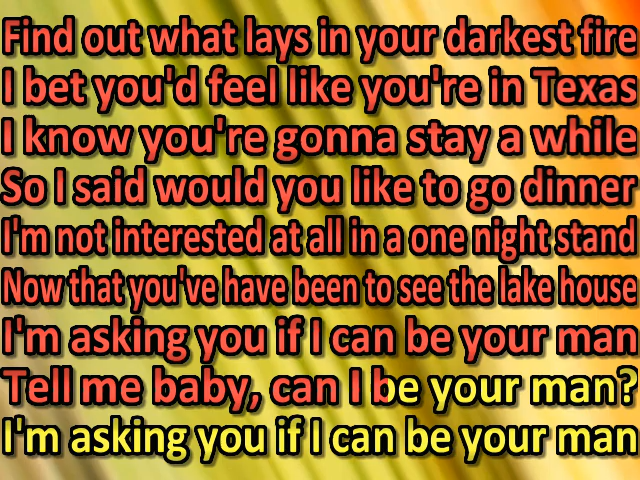 Find out what lays in your darkest fire
I bet you'd feel like you're in Texas
I know you're gonna stay a while
So I said would you like to go dinner
I'm not interested at all in a one night stand
Now that you've have been to see the lake house
I'm asking you if I can be your man
Tell me baby, can I be your man?
I'm asking you if I can be your man